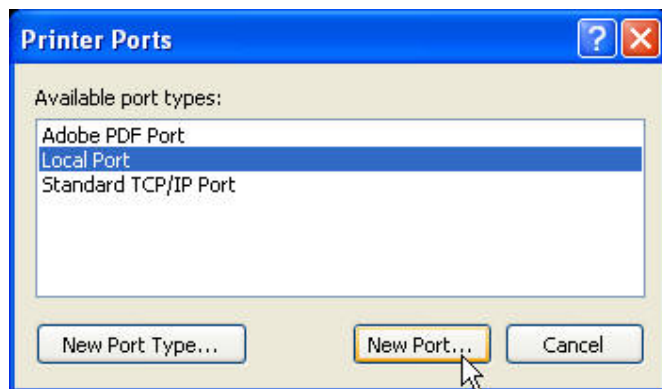 Printer Ports
Available port types:
Adobe PDF Port
Local Port
Standard TCP/IP Port
New Port Type... New Port... Cancel